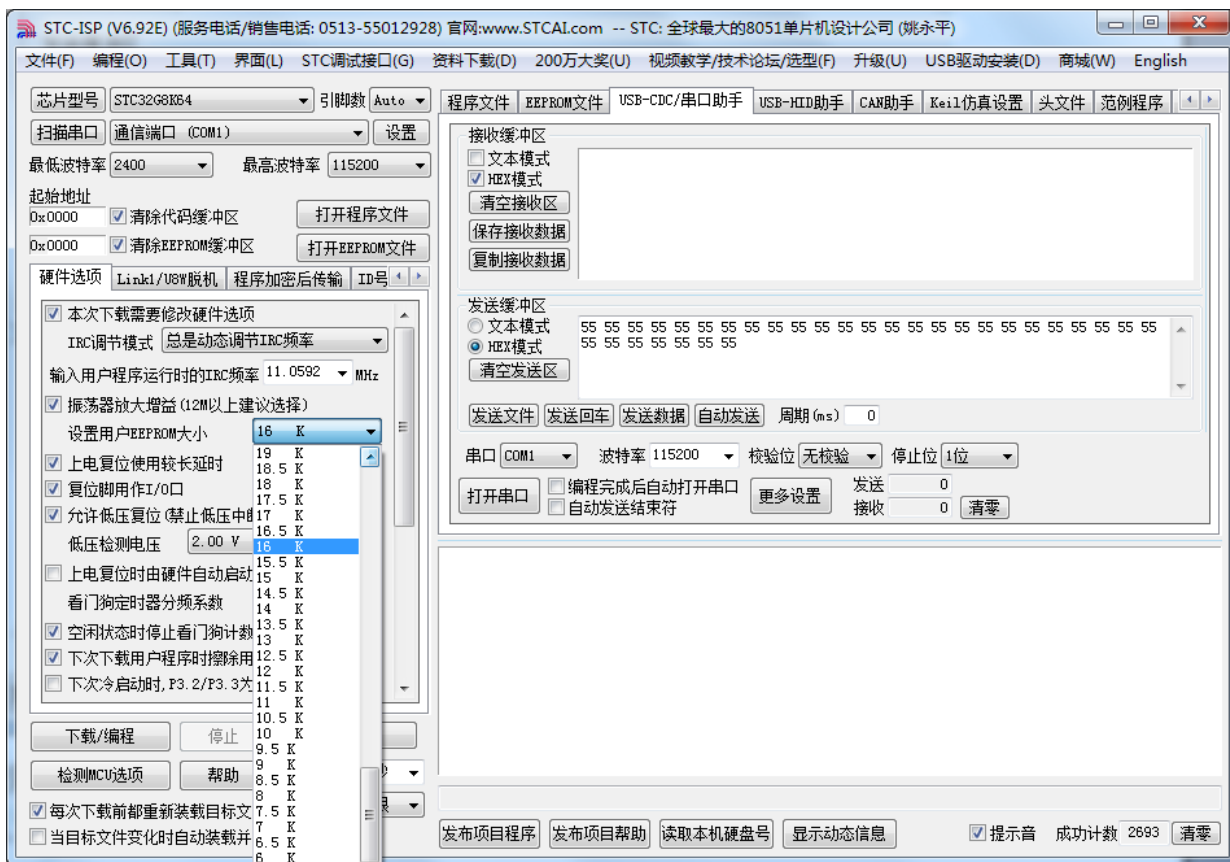 STC-ISP (V6.92E) (服务电话/销售电话: 0513-55012928) 官网:www.STCAI.com -- STC: 全球最大的8051单片机设计公司 (姚永平)
文件(F) 编程(O) 工具(T) 界面(L) STC调试接口(G) 资料下载(D) 200万大奖(U) 视频教学/技术论坛/选型(F) 升级(U) USB驱动安装(D) 商城(W) English
芯片型号 STC32G8K64 引脚数 Auto
扫描串口 通信端口 (COM1) 设置
最低波特率 2400 最高波特率 115200
起始地址
0x0000 清除代码缓冲区 打开程序文件
0x0000 清除EEPROM缓冲区 打开EEPROM文件
硬件选项 Link1/U8W脱机 程序加密后传输 ID号
本次下载需要修改硬件选项
IRC调节模式 总是动态调节IRC频率
输入用户程序运行时的IRC频率 11.0592 MHz
振荡器放大增益(12M以上建议选择)
设置用户EEPROM大小 16 K
上电复位使用较长延时
复位脚用作I/O口
允许低压复位(禁止低压中
低压检测电压 2.00 V
上电复位时由硬件自动启动
看门狗定时器分频系数
空闲状态时停止看门狗计数
下次下载用户程序时擦除用
下次冷启动时,P3.2/P3.3为
19 K
18.5 K
18 K
17.5 K
17 K
16.5 K
16 K
15.5 K
15 K
14.5 K
14 K
13.5 K
13 K
12.5 K
12 K
11.5 K
11 K
10.5 K
10 K
9.5 K
9 K
8.5 K
8 K
7.5 K
7 K
6.5 K
6 K
下载/编程 停止
检测MCU选项 帮助
每次下载前都重新装载目标文
当目标文件变化时自动装载并
程序文件 EEPROM文件 USB-CDC/串口助手 USB-HID助手 CAN助手 Keil仿真设置 头文件 范例程序
接收缓冲区
文本模式
HEX模式
清空接收区
保存接收数据
复制接收数据
发送缓冲区
文本模式 55 55 55 55 55 55 55 55 55 55 55 55 55 55 55 55 55 55 55 55 55 55 55 55 55
HEX模式 55 55 55 55 55 55 55
清空发送区
发送文件 发送回车 发送数据 自动发送 周期(ms) 0
串口 COM1 波特率 115200 校验位 无校验 停止位 1位
打开串口 编程完成后自动打开串口 更多设置 发送 0
自动发送结束符 接收 0 清零
发布项目程序 发布项目帮助 读取本机硬盘号 显示动态信息 提示音 成功计数 2693 清零